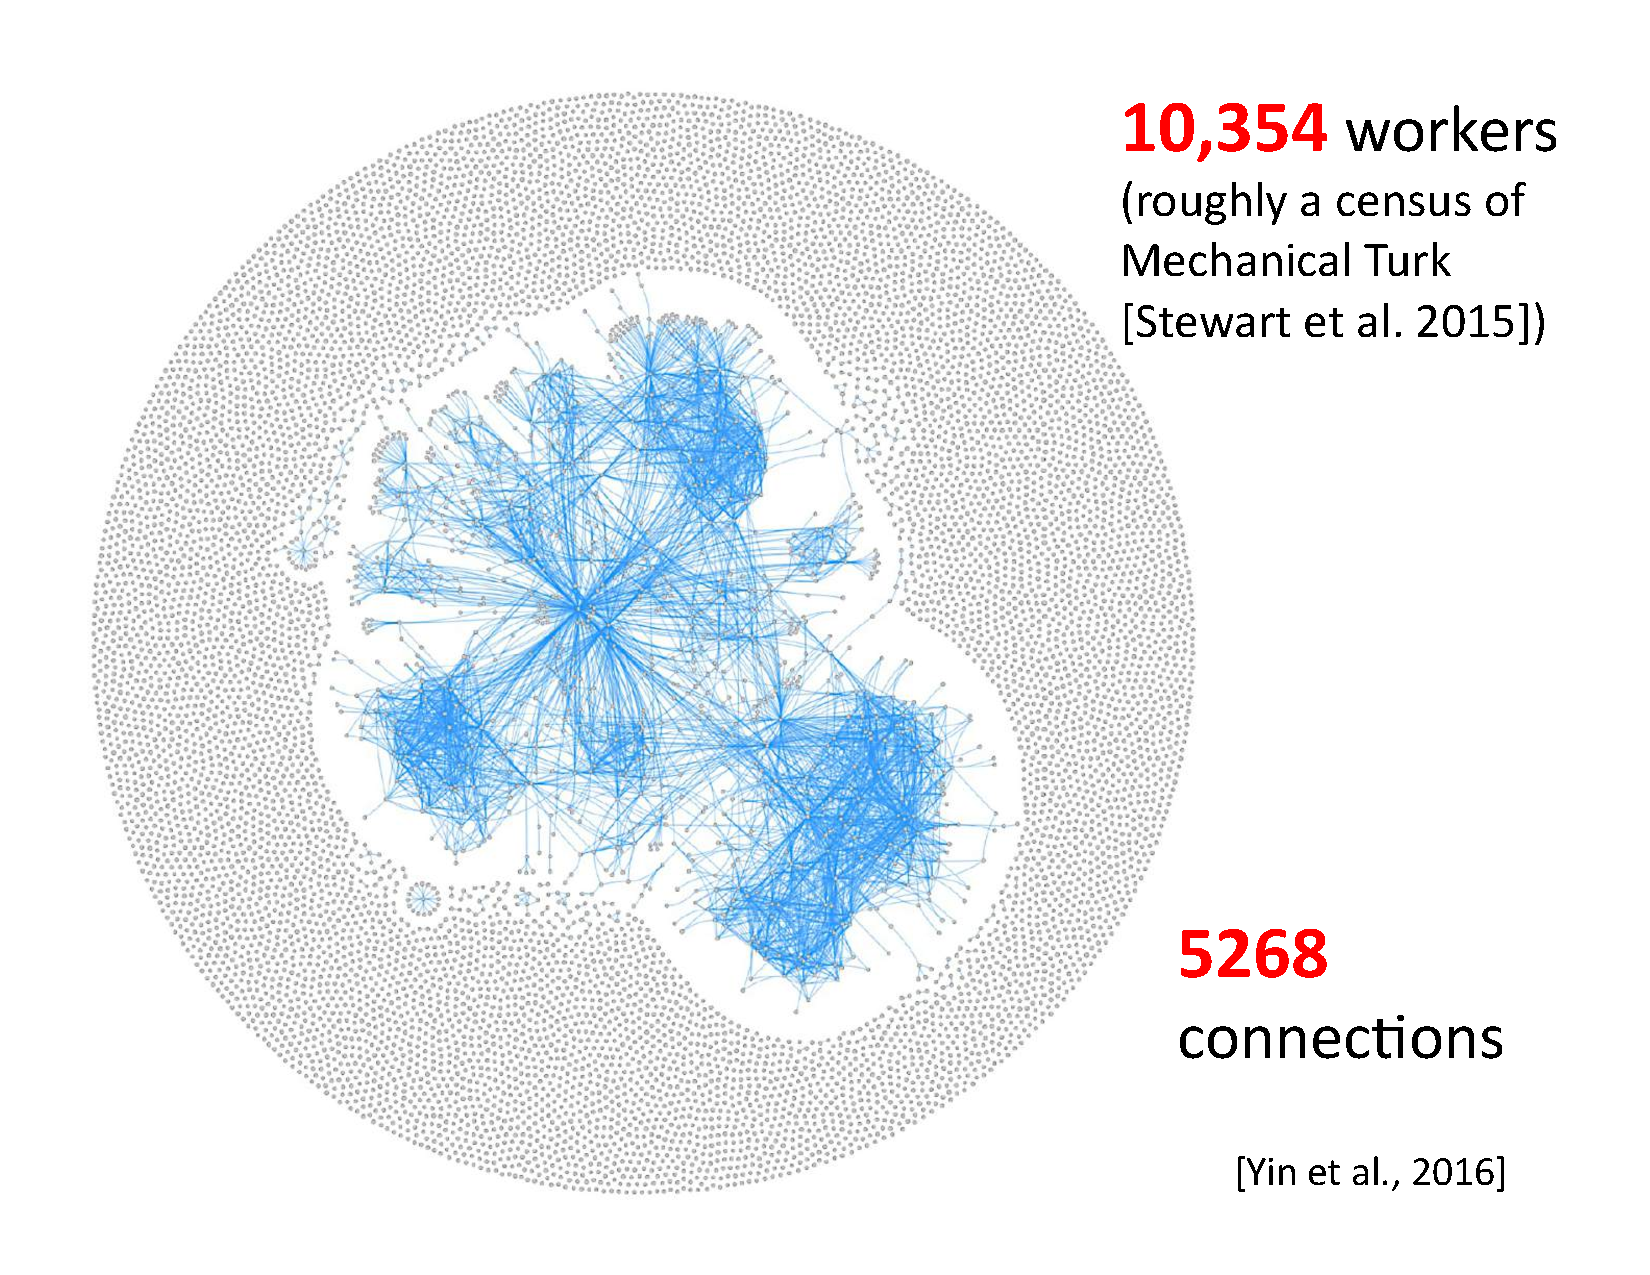 10,354 workers
(roughly a census of
Mechanical Turk
[Stewart et al. 2015])
5268
connections
[Yin et al., 2016]